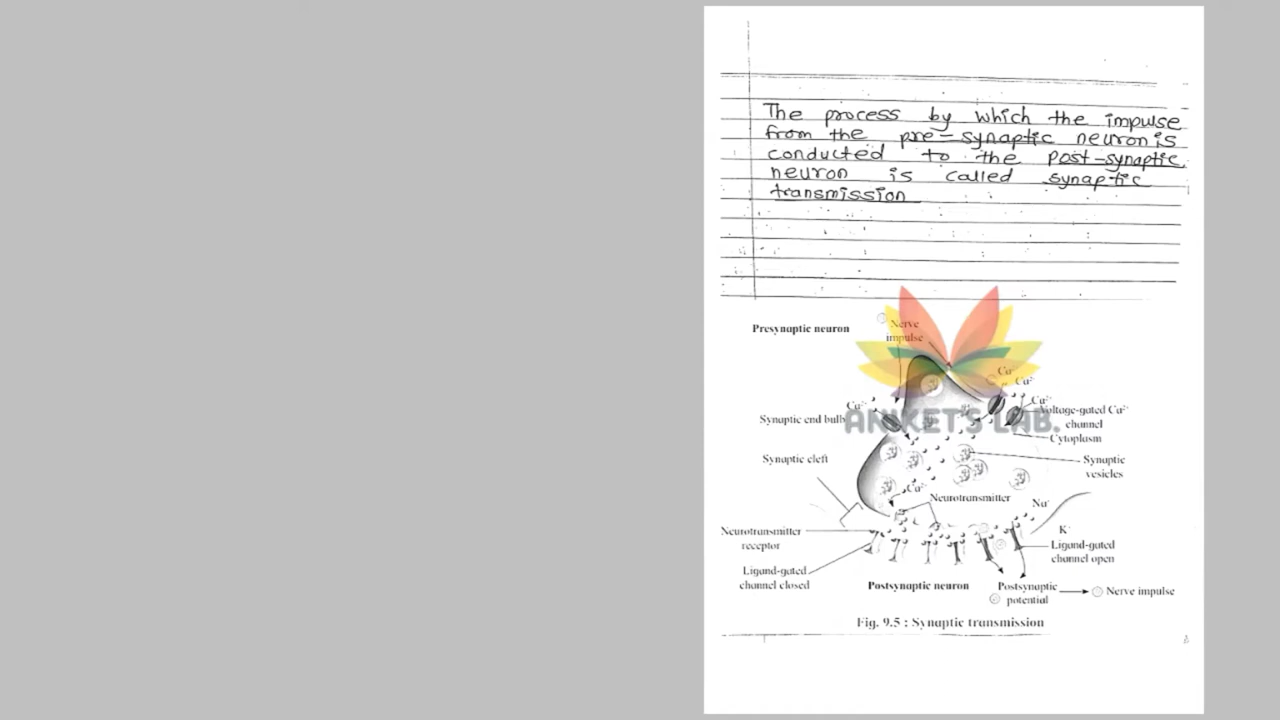 The process by which the impulse
from the pre-synaptic neuron is
conducted to the post-synaptic
neuron is called synaptic
transmission
Presynaptic neuron
Nerve
impulse
Ca
Ca²⁺
Ca²⁺
Ca²⁺
Voltage-gated Ca²⁺
channel
Synaptic end bulb
ANIKET'S LAB.
Cytoplasm
Synaptic cleft
Synaptic
vesicles
Ca²⁺
Neurotransmitter
Na⁺
Neurotransmitter
receptor
K⁺
Ligand-gated
channel open
Ligand-gated
channel closed
Postsynaptic neuron
Postsynaptic
potential
Nerve impulse
Fig. 9.5 : Synaptic transmission